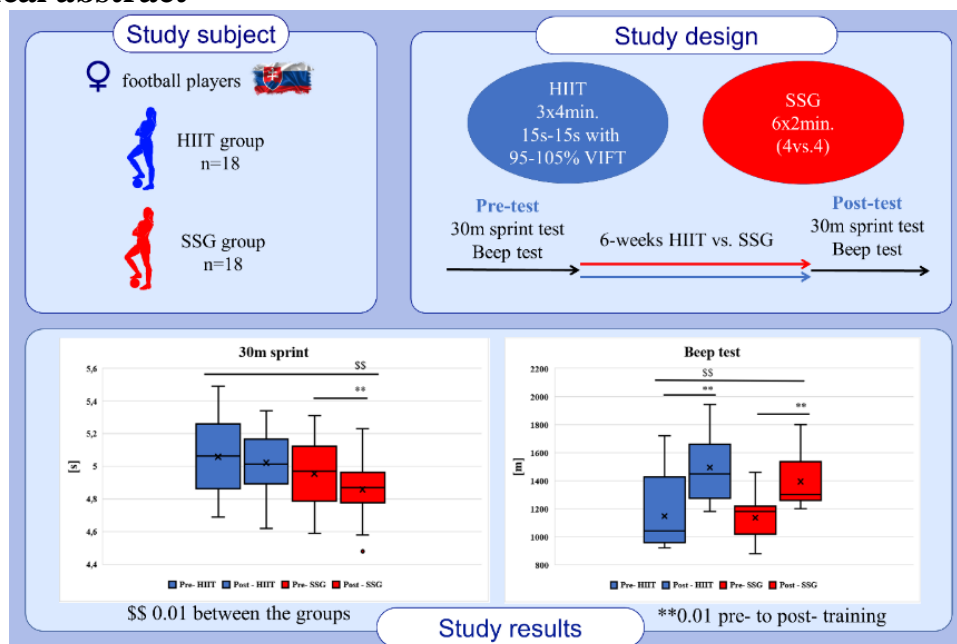 Study subject
football players
HIIT group
n=18
SSG group
n=18
Study design
HIIT
3x4min.
15s-15s with
95-105% VIFT
SSG
6x2min.
(4vs.4)
Pre-test
30m sprint test
Beep test
6-weeks HIIT vs. SSG
Post-test
30m sprint test
Beep test
30m sprint
$$
**
5,6
5,4
5,2
5
4,8
4,6
4,4
[s]
Pre- HIIT Post - HIIT Pre- SSG Post - SSG
$$ 0.01 between the groups
Beep test
$$
**
**
2200
2000
1800
1600
1400
1200
1000
800
[m]
Pre- HIIT Post - HIIT Pre- SSG Post - SSG
**0.01 pre- to post- training
Study results